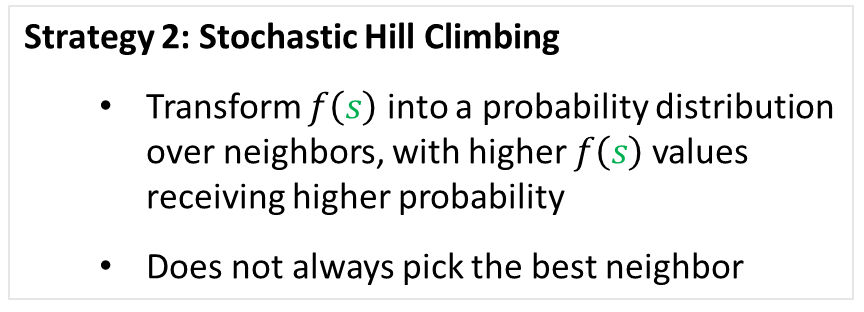 Strategy 2: Stochastic Hill Climbing
• Transform f(s) into a probability distribution
over neighbors, with higher f(s) values
receiving higher probability
• Does not always pick the best neighbor